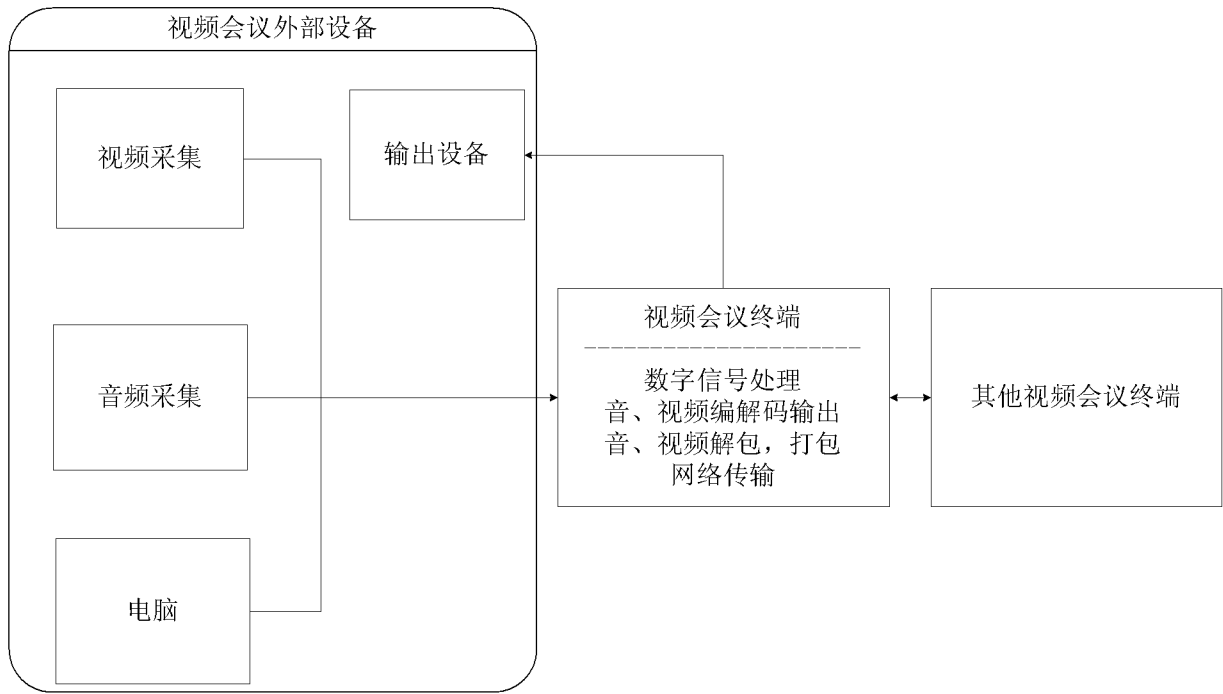 视频会议外部设备
视频采集
输出设备
音频采集
电脑
视频会议终端
数字信号处理
音、视频编解码输出
音、视频解包，打包
网络传输
其他视频会议终端